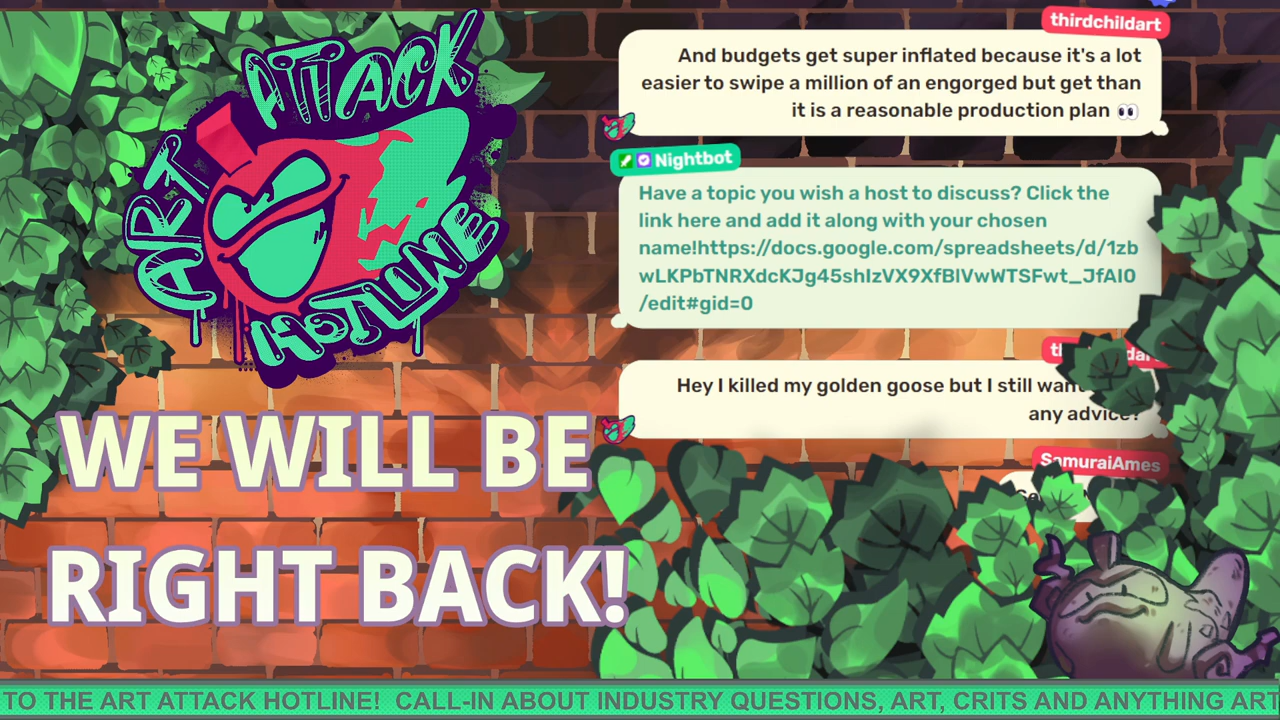 ART
ATTACK
HOTLINE
WE WILL BE
RIGHT BACK!
thirdchildart
And budgets get super inflated because it's a lot
easier to swipe a million of an engorged but get than
it is a reasonable production plan 👀
Nightbot
Have a topic you wish a host to discuss? Click the
link here and add it along with your chosen
name!https://docs.google.com/spreadsheets/d/1zb
wLKPbTNRXdcKJg45shIzVX9XfBlVwWTSFwt_JfAI0
/edit#gid=0
Hey I killed my golden goose but I still
any advice?
SamuraiAmes
TO THE ART ATTACK HOTLINE! CALL-IN ABOUT INDUSTRY QUESTIONS, ART, CRITS AND ANYTHING ART